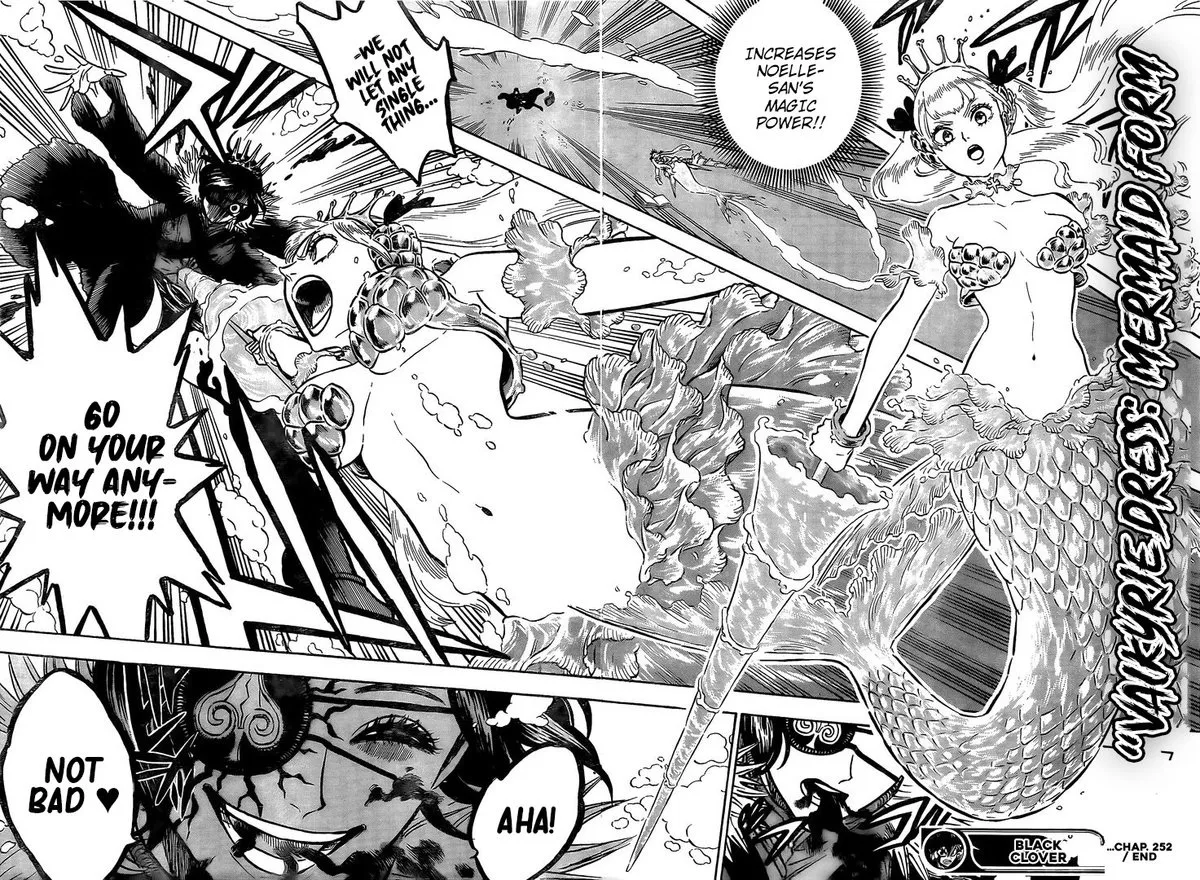 INCREASES
NOELLE-
SAN'S
MAGIC
POWER!!
"VALKYRIE DRESS: MERMAID FORM
-WE
WILL NOT
LET ANY
SINGLE
THING...
GO
ON YOUR
WAY ANY-
MORE!!!
AHA!
NOT
BAD ♥
7
BLACK
CLOVER
...CHAP. 252
/ END